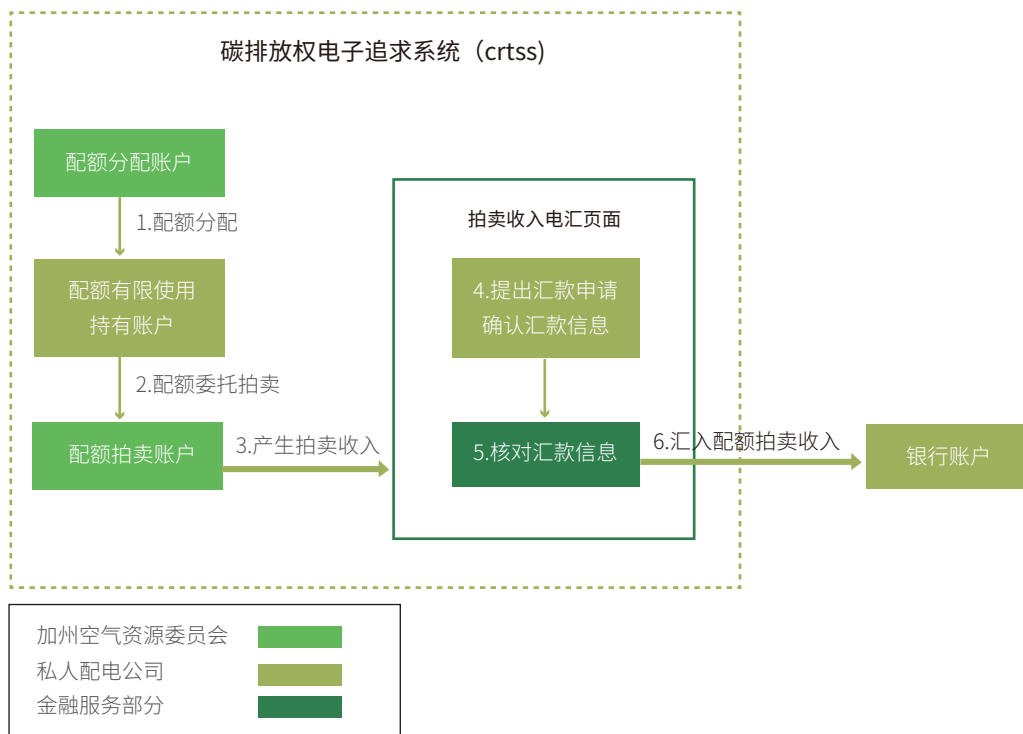 碳排放权电子追求系统（crtss)
配额分配账户
1.配额分配
配额有限使用
持有账户
2.配额委托拍卖
配额拍卖账户
3.产生拍卖收入
拍卖收入电汇页面
4.提出汇款申请
确认汇款信息
5.核对汇款信息
6.汇入配额拍卖收入
银行账户
加州空气资源委员会
私人配电公司
金融服务部分